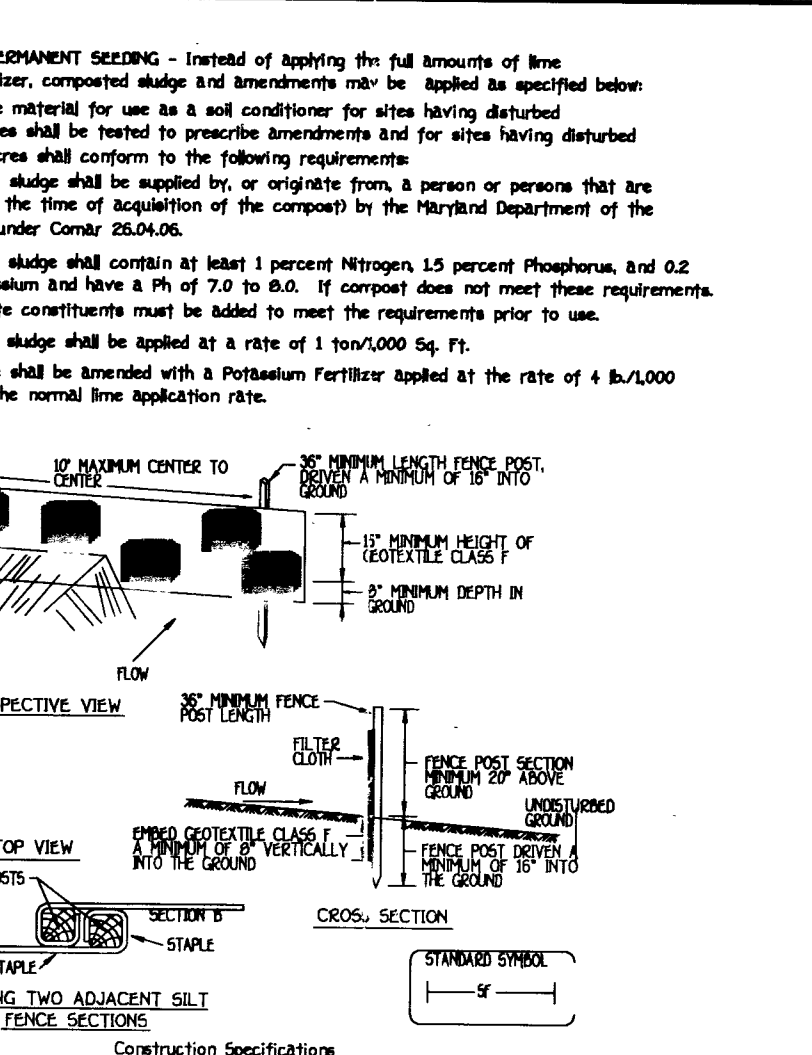 ERMANENT SEEDING - Instead of applying the full amounts of lime
lizer, composted sludge and amendments may be applied as specified below:
e material for use as a soil conditioner for sites having disturbed
es shall be tested to prescribe amendments and for sites having disturbed
cres shall conform to the following requirements:
sludge shall be supplied by, or originate from, a person or persons that are
the time of acquisition of the compost) by the Maryland Department of the
under Comar 26.04.06.
sludge shall contain at least 1 percent Nitrogen, 1.5 percent Phosphorus, and 0.2
ssium and have a Ph of 7.0 to 8.0. If compost does not meet these requirements.
te constituents must be added to meet the requirements prior to use.
sludge shall be applied at a rate of 1 ton/1,000 Sq. Ft.
e shall be amended with a Potassium Fertilizer applied at the rate of 4 lb./1,000
the normal lime application rate.
10' MAXIMUM CENTER TO
CENTER
36" MINIMUM LENGTH FENCE POST,
DRIVEN A MINIMUM OF 16" INTO
GROUND
MINIMUM HEIGHT OF
GEOTEXTILE CLASS F
8" MINIMUM DEPTH IN
GROUND
FLOW
PECTIVE VIEW
36" MINIMUM FENCE
POST LENGTH
FILTER
CLOTH
FLOW
FENCE POST SECTION
MINIMUM 20" ABOVE
GROUND
UNDISTURBED
GROUND
EMBED GEOTEXTILE CLASS F
A MINIMUM OF 8" VERTICALLY
INTO THE GROUND
FENCE POST DRIVEN A
MINIMUM OF 16" INTO
THE GROUND
TOP VIEW
OSTS
SECTION B
STAPLE
TAPLE
CROSS SECTION
NG TWO ADJACENT SILT
FENCE SECTIONS
STANDARD SYMBOL
SF
Construction Specifications